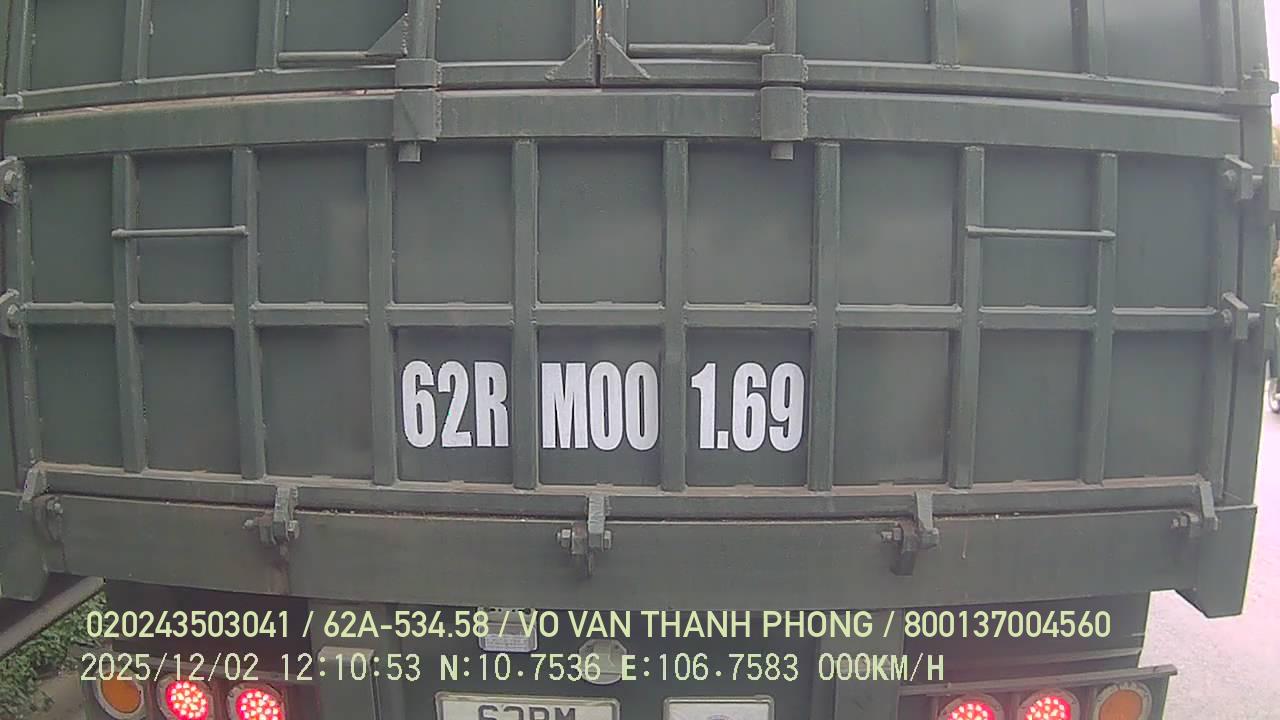 62R M00 1.69
020243503041 / 62A-534.58 / VO VAN THANH PHONG / 800137004560
2025/12/02 12:10:53 N:10.7536 E:106.7583 000KM/H
62RM